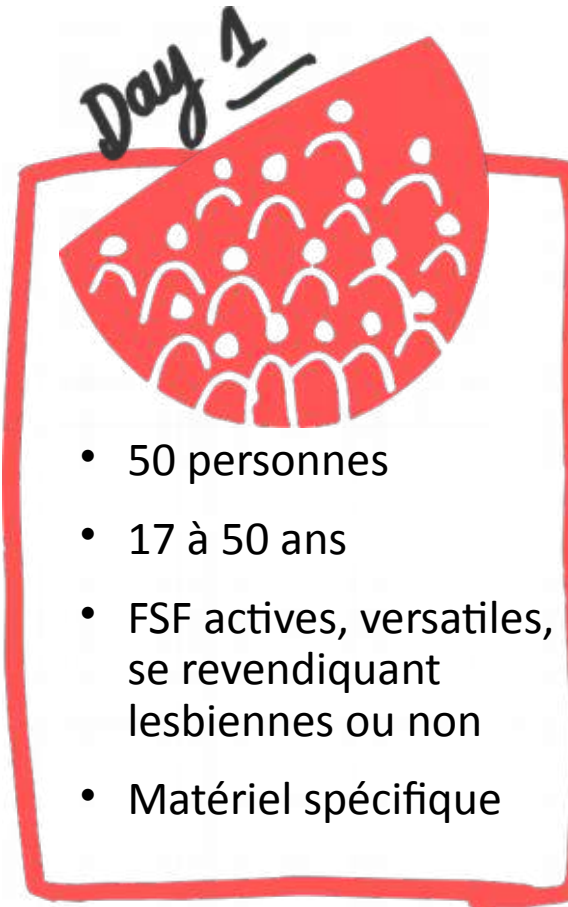 Day 1
• 50 personnes
• 17 à 50 ans
• FSF actives, versatiles,
se revendiquant
lesbiennes ou non
• Matériel spécifique